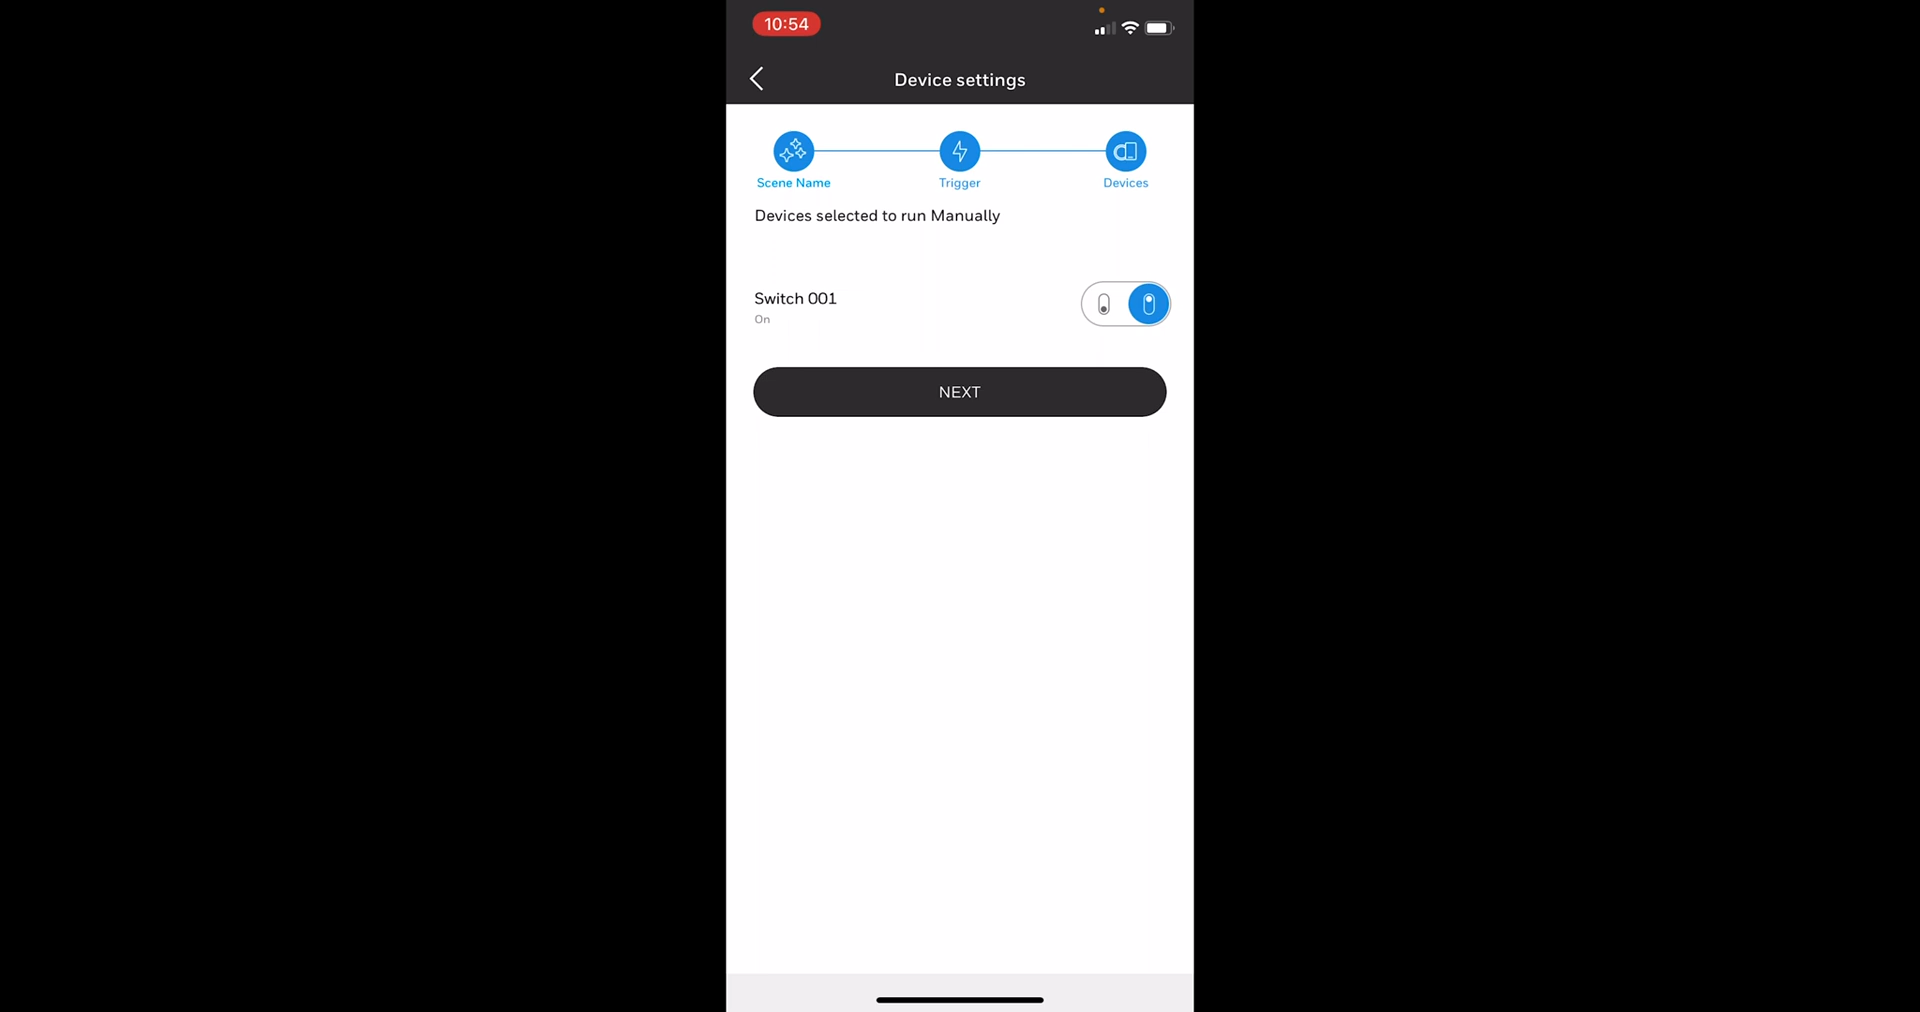 10:54
Device settings
Scene Name
Trigger
Devices
Devices selected to run Manually
Switch 001
On
NEXT